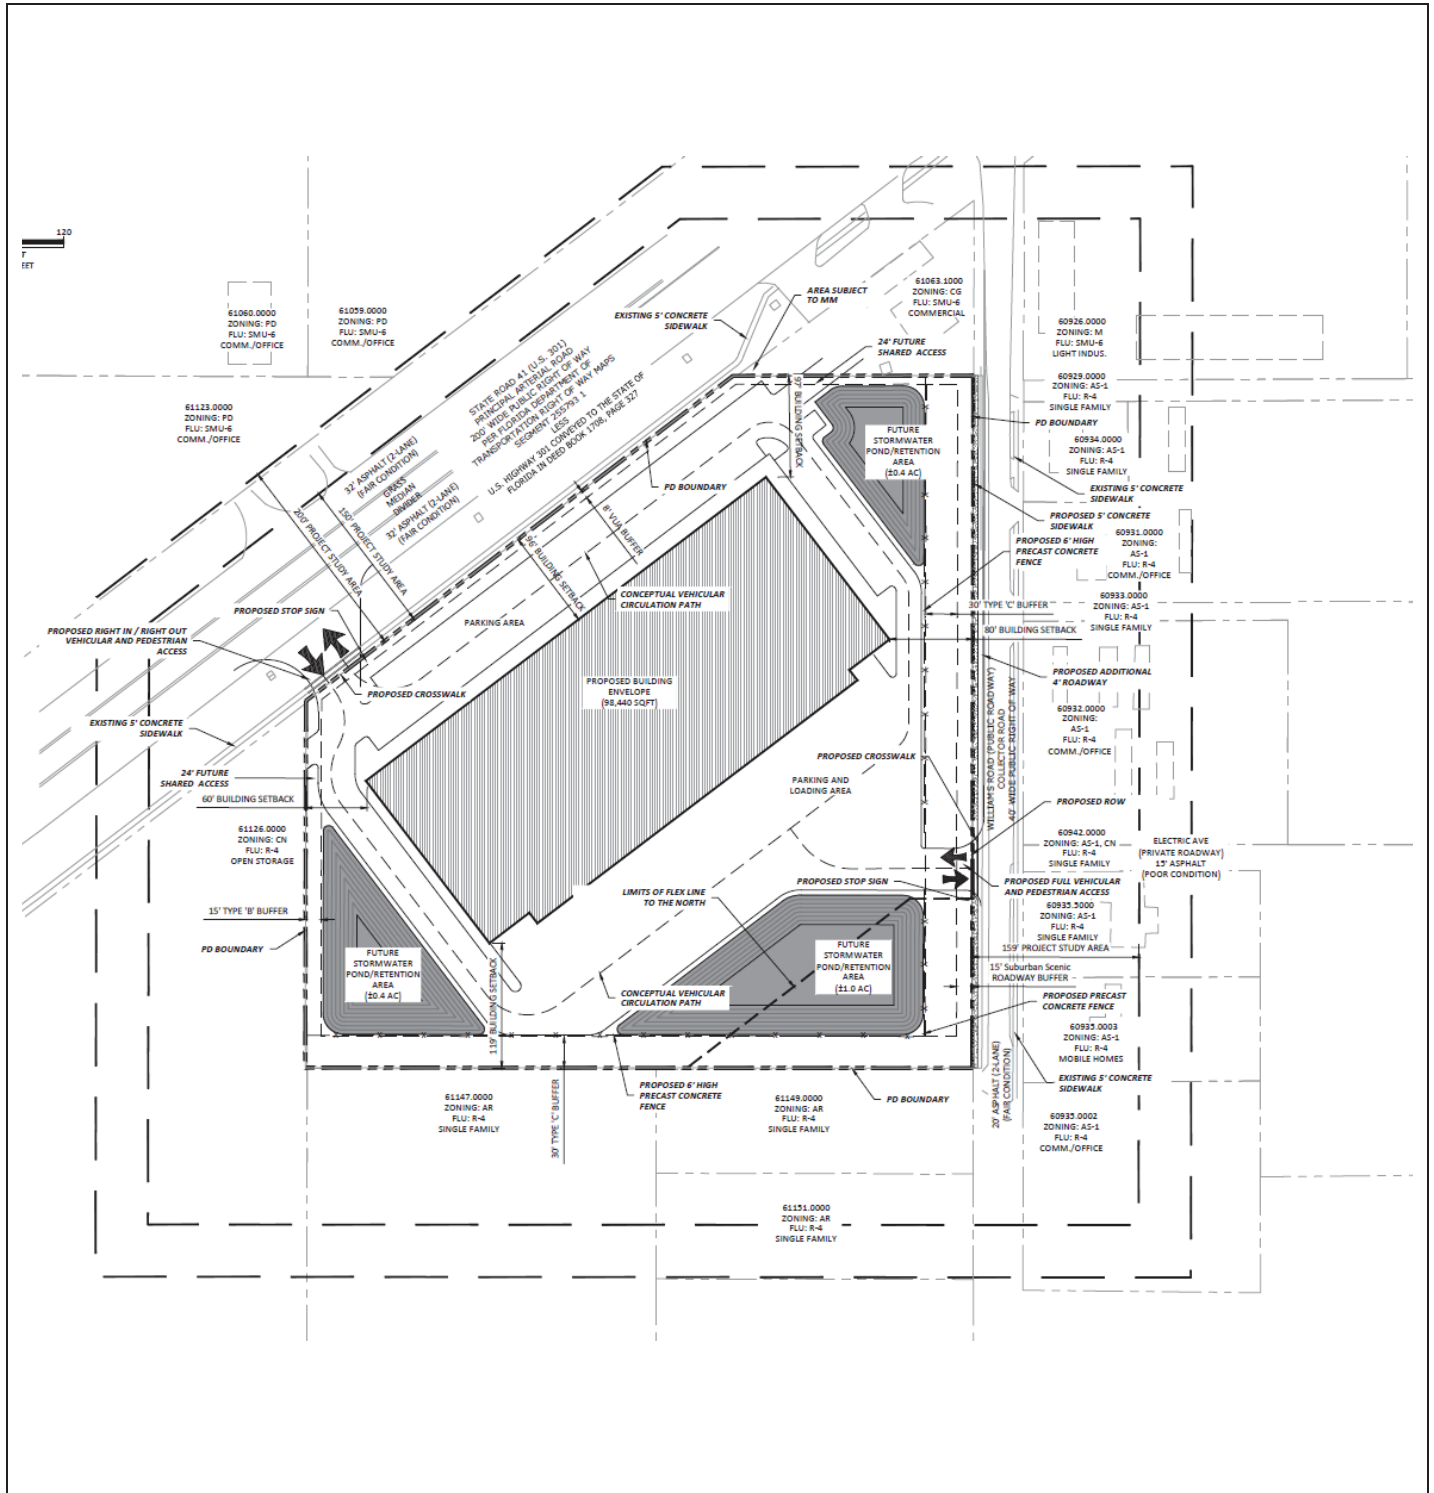 120
T
EET
61060.0000
ZONING: PD
FLU: SMU-6
COMM./OFFICE
61059.0000
ZONING: PD
FLU: SMU-6
COMM./OFFICE
61123.0000
ZONING: PD
FLU: SMU-6
COMM./OFFICE
EXISTING 5' CONCRETE
SIDEWALK
AREA SUBJECT
TO MM
61063.1000
ZONING: CG
FLU: SMU-6
COMMERCIAL
24' FUTURE
SHARED ACCESS
60926.0000
ZONING: M
FLU: SMU-6
LIGHT INDUS.
60929.0000
ZONING: AS-1
FLU: R-4
SINGLE FAMILY
PD BOUNDARY
60934.0000
ZONING: AS-1
FLU: R-4
SINGLE FAMILY
EXISTING 5' CONCRETE
SIDEWALK
PROPOSED 5' CONCRETE
SIDEWALK
PROPOSED 6' HIGH
PRECAST CONCRETE
FENCE
60931.0000
ZONING:
AS-1
FLU: R-4
COMM./OFFICE
60933.0000
ZONING: AS-1
FLU: R-4
SINGLE FAMILY
30' TYPE 'C' BUFFER
80' BUILDING SETBACK
PROPOSED ADDITIONAL
4' ROADWAY
60932.0000
ZONING:
AS-1
FLU: R-4
COMM./OFFICE
STATE ROAD 41 (U.S. 301)
PRINCIPAL ARTERIAL ROAD
200' WIDE PUBLIC RIGHT OF WAY
PER FLORIDA DEPARTMENT OF
TRANSPORTATION RIGHT OF WAY MAPS
SEGMENT 255793 1
LESS
U.S. HIGHWAY 301 CONVEYED TO THE STATE OF
FLORIDA IN DEED BOOK 1708, PAGE 327
32' ASPHALT (2-LANE)
(FAIR CONDITION)
GRASS
MEDIAN
DIVIDER
32' ASPHALT (2-LANE)
(FAIR CONDITION)
200' PROJECT STUDY AREA
150' PROJECT STUDY AREA
PD BOUNDARY
97' BUILDING SETBACK
FUTURE
STORMWATER
POND/RETENTION
AREA
(±0.4 AC)
8' VUA BUFFER
96' BUILDING SETBACK
CONCEPTUAL VEHICULAR
CIRCULATION PATH
PARKING AREA
PROPOSED STOP SIGN
PROPOSED RIGHT IN / RIGHT OUT
VEHICULAR AND PEDESTRIAN
ACCESS
PROPOSED CROSSWALK
EXISTING 5' CONCRETE
SIDEWALK
PROPOSED BUILDING
ENVELOPE
(98,440 SQFT)
24' FUTURE
SHARED ACCESS
60' BUILDING SETBACK
61126.0000
ZONING: CN
FLU: R-4
OPEN STORAGE
15' TYPE 'B' BUFFER
PD BOUNDARY
PROPOSED CROSSWALK
PARKING AND
LOADING AREA
WILLIAMS ROAD (PUBLIC ROADWAY)
COLLECTOR ROAD
40' WIDE PUBLIC RIGHT OF WAY
PROPOSED ROW
60942.0000
ZONING: AS-1, CN
FLU: R-4
SINGLE FAMILY
ELECTRIC AVE
(PRIVATE ROADWAY)
15' ASPHALT
(POOR CONDITION)
PROPOSED STOP SIGN
PROPOSED FULL VEHICULAR
AND PEDESTRIAN ACCESS
LIMITS OF FLEX LINE
TO THE NORTH
60935.5000
ZONING: AS-1
FLU: R-4
SINGLE FAMILY
159' PROJECT STUDY AREA
15' Suburban Scenic
ROADWAY BUFFER
FUTURE
STORMWATER
POND/RETENTION
AREA
(±0.4 AC)
FUTURE
STORMWATER
POND/RETENTION
AREA
(±1.0 AC)
CONCEPTUAL VEHICULAR
CIRCULATION PATH
119' BUILDING SETBACK
PROPOSED PRECAST
CONCRETE FENCE
60935.0003
ZONING: AS-1
FLU: R-4
MOBILE HOMES
20' ASPHALT (2-LANE)
(FAIR CONDITION)
EXISTING 5' CONCRETE
SIDEWALK
PROPOSED 6' HIGH
PRECAST CONCRETE
FENCE
30' TYPE 'C' BUFFER
PD BOUNDARY
61147.0000
ZONING: AR
FLU: R-4
SINGLE FAMILY
61149.0000
ZONING: AR
FLU: R-4
SINGLE FAMILY
60935.0002
ZONING: AS-1
FLU: R-4
COMM./OFFICE
61151.0000
ZONING: AR
FLU: R-4
SINGLE FAMILY